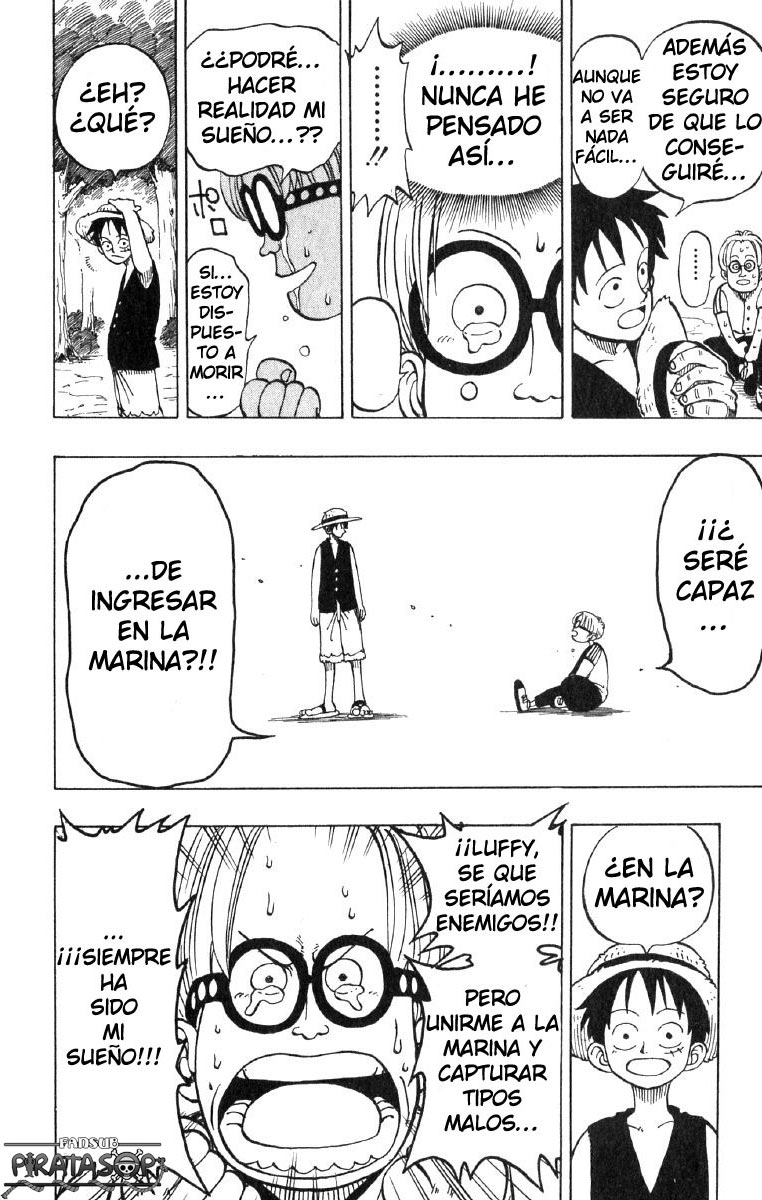 ADEMÁS
ESTOY
SEGURO
DE QUE LO
CONSE-
GUIRÉ...
AUNQUE
NO VA
A SER
NADA
FÁCIL...
.......
¡.........!
NUNCA HE
PENSADO
ASÍ...
.......!!
¿¿PODRÉ...
HACER
REALIDAD MI
SUEÑO...??
SI...
ESTOY
DIS-
PUES-
TO A
MORIR
...
¿EH?
¿QUÉ?
¡¡¿
SERÉ
CAPAZ
...
...DE
INGRESAR
EN LA
MARINA?!!
¿EN LA
MARINA?
¡¡LUFFY,
SE QUE
SERÍAMOS
ENEMIGOS!!
PERO
UNIRME A LA
MARINA Y
CAPTURAR
TIPOS
MALOS...
...
¡¡¡SIEMPRE
HA
SIDO
MI
SUEÑO!!!
FANSUB